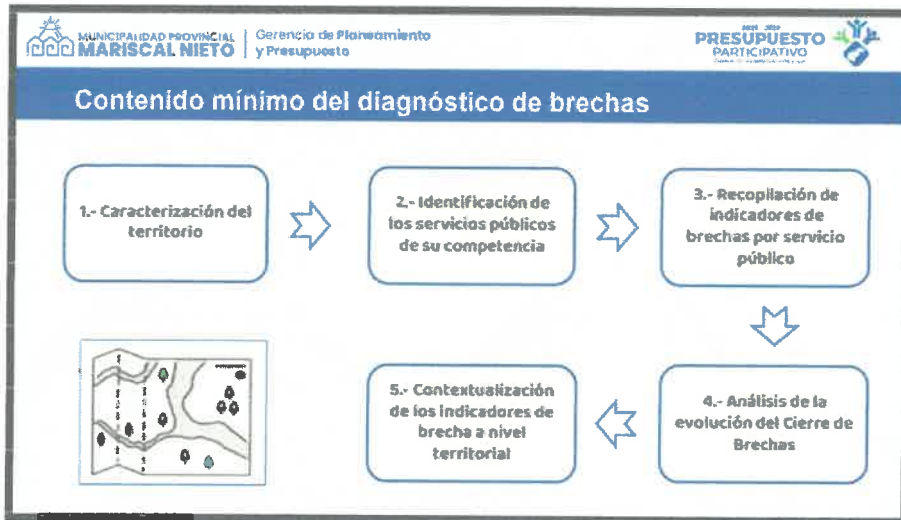 MUNICIPALIDAD PROVINCIAL
MARISCAL NIETO
Gerencia de Planeamiento
y Presupuesto
PRESUPUESTO
PARTICIPATIVO
Contenido mínimo del diagnóstico de brechas
1.- Caracterización del
territorio
2.- Identificación de
los servicios públicos
de su competencia
3.- Recopilación de
indicadores de
brechas por servicio
público
5.- Contextualización
de los indicadores de
brecha a nivel
territorial
4.- Análisis de la
evolución del Cierre de
Brechas